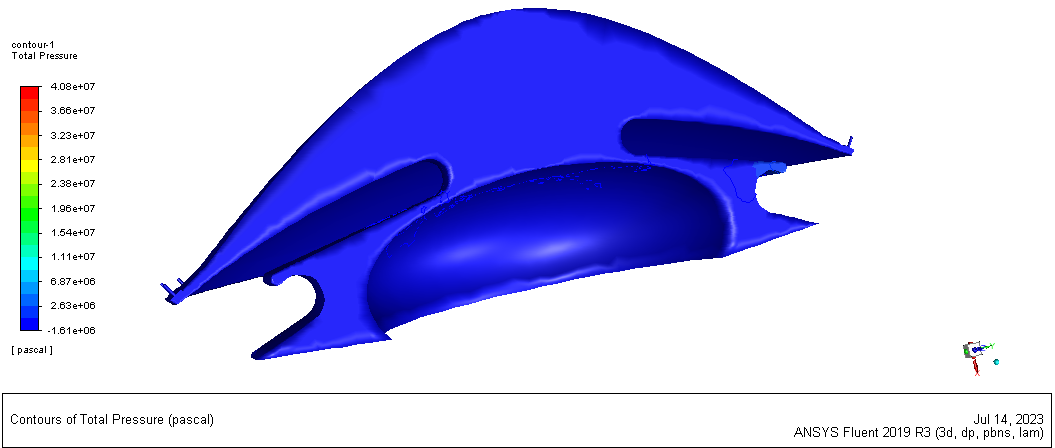 contour-1
Total Pressure
4.08e+07
3.66e+07
3.23e+07
2.81e+07
2.38e+07
1.96e+07
1.54e+07
1.11e+07
6.87e+06
2.63e+06
-1.61e+06
[ pascal ]
Contours of Total Pressure (pascal)
Jul 14, 2023
ANSYS Fluent 2019 R3 (3d, dp, pbns, lam)